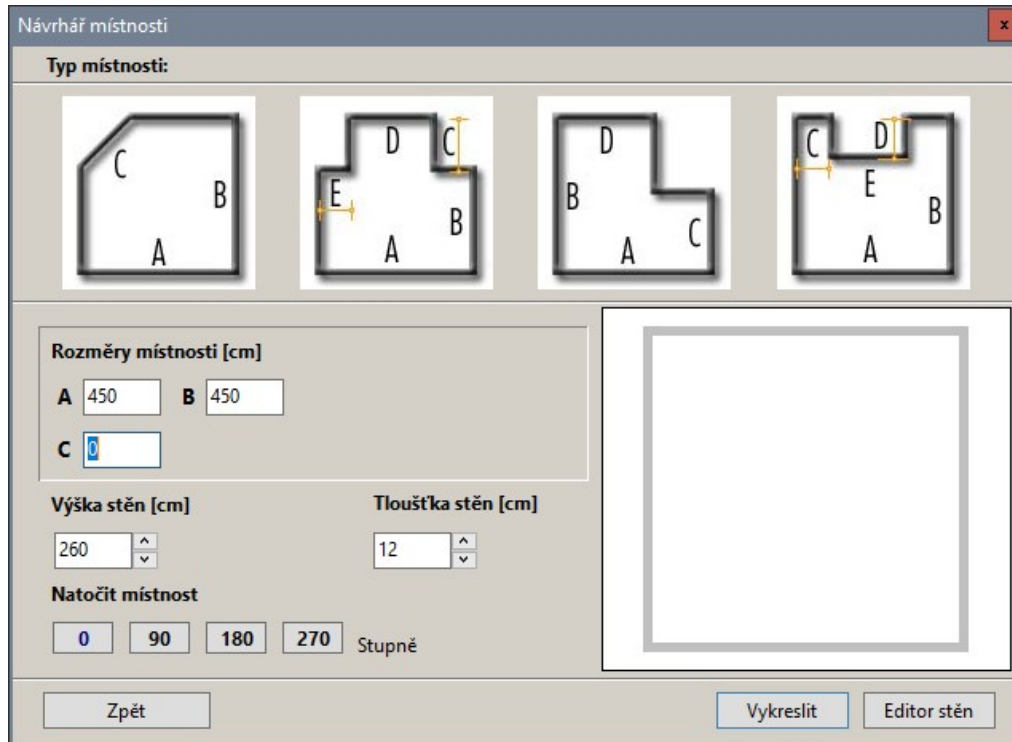 Návrhář místnosti
x
Typ místnosti:
C B A
D C E B A
D B C A
C D E B A
Rozměry místnosti [cm]
A 450 B 450
C 0
Výška stěn [cm] Tloušťka stěn [cm]
260 12
Natočit místnost
0 90 180 270 Stupně
Zpět Vykreslit Editor stěn